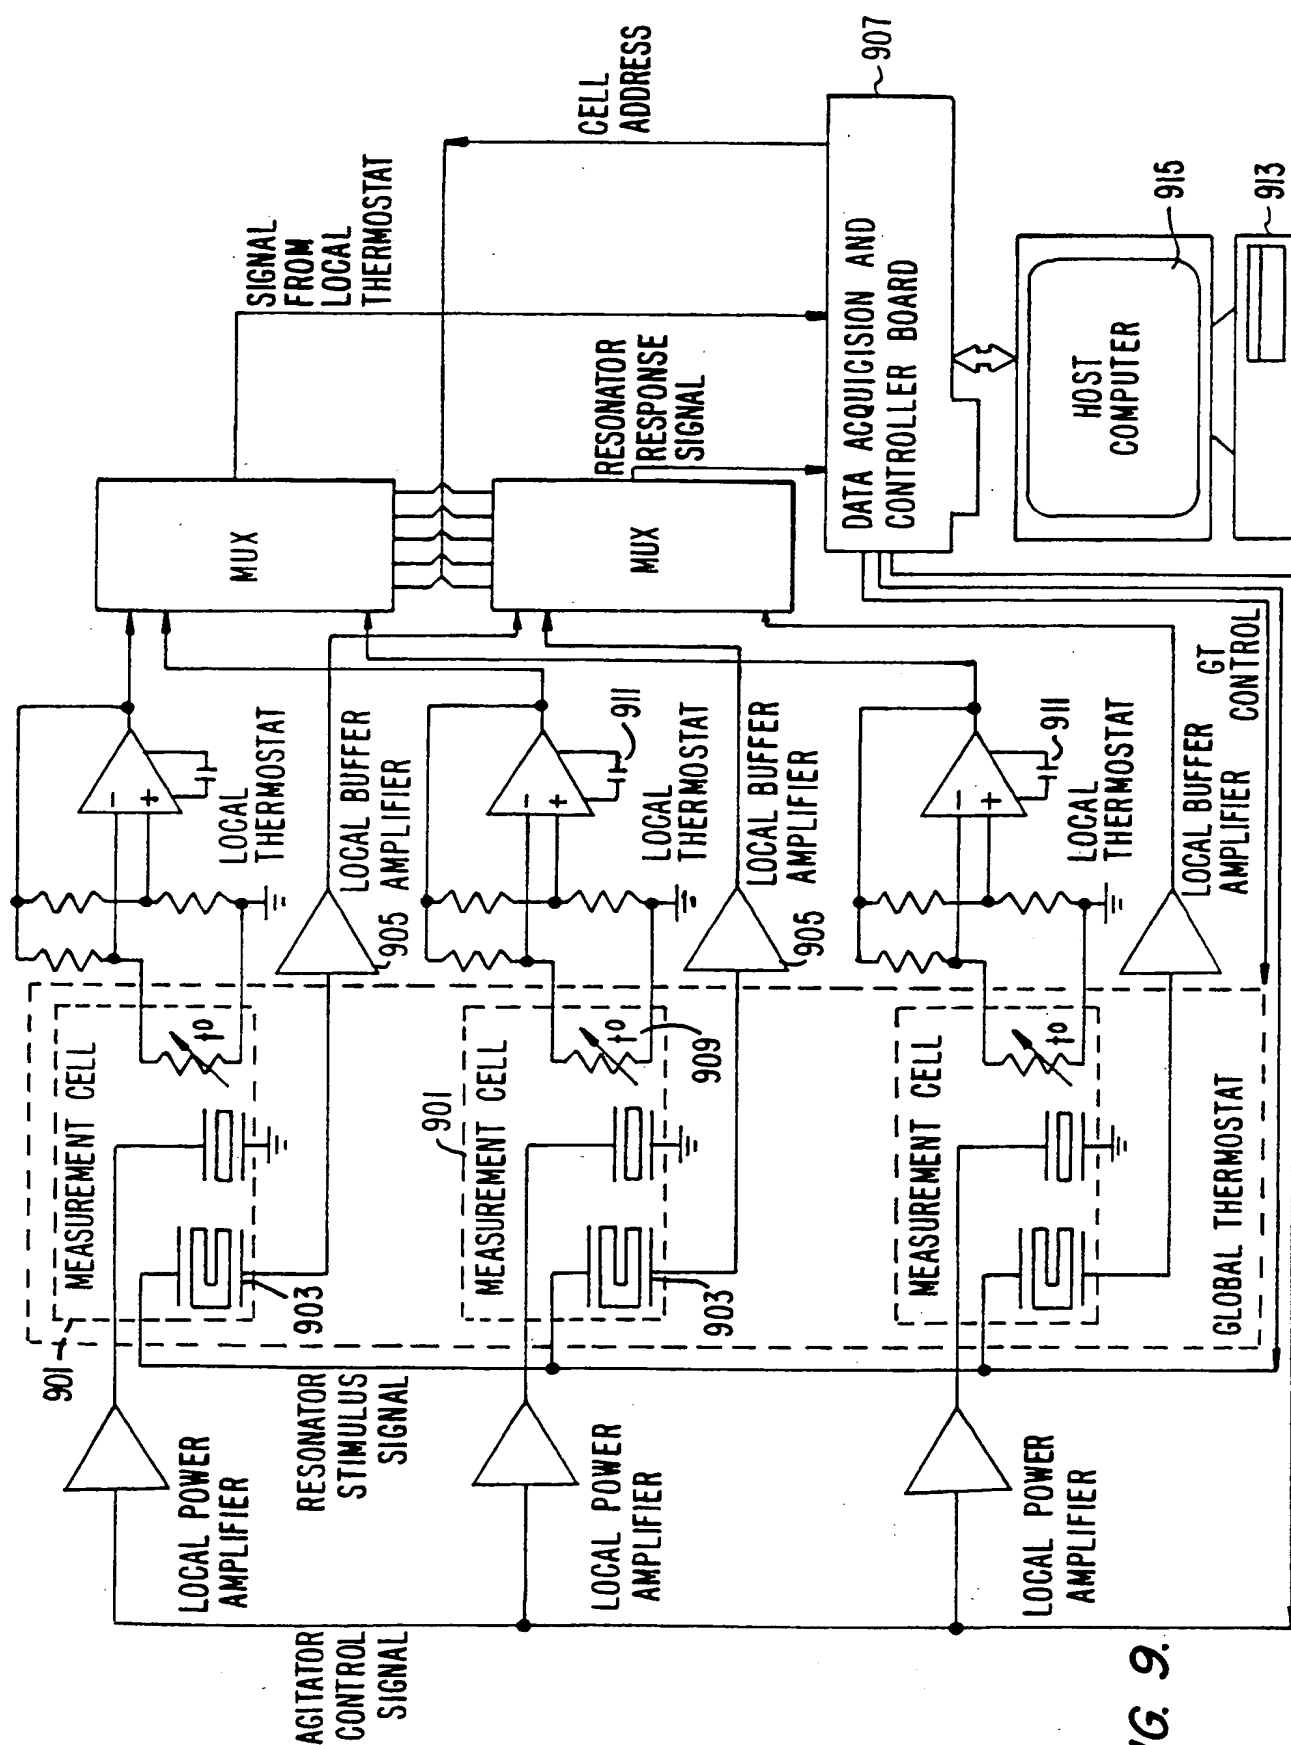 AGITATOR
CONTROL
SIGNAL
LOCAL POWER
AMPLIFIER
RESONATOR
STIMULUS
SIGNAL
LOCAL POWER
AMPLIFIER
LOCAL POWER
AMPLIFIER
901
MEASUREMENT CELL
903
t°
901
MEASUREMENT CELL
903
t°
909
MEASUREMENT CELL
t°
GLOBAL THERMOSTAT
-
+
LOCAL
THERMOSTAT
905
LOCAL BUFFER
AMPLIFIER
-
+
911
LOCAL
THERMOSTAT
905
LOCAL BUFFER
AMPLIFIER
-
+
911
LOCAL
THERMOSTAT
LOCAL BUFFER
AMPLIFIER
GT
CONTROL
MUX
MUX
SIGNAL
FROM
LOCAL
THERMOSTAT
RESONATOR
RESPONSE
SIGNAL
CELL
ADDRESS
907
DATA ACQUICISION AND
CONTROLLER BOARD
HOST
COMPUTER
915
913
IG. 9.